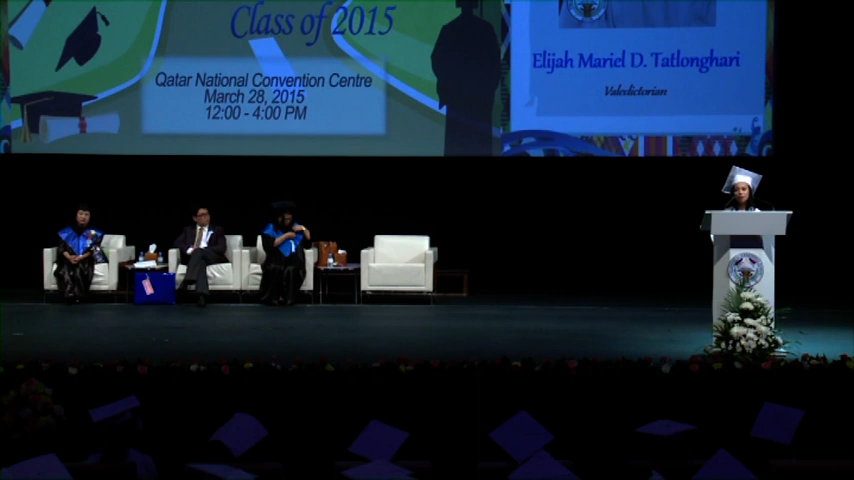 Class of 2015
Qatar National Convention Centre
March 28, 2015
12:00 - 4:00 PM
Elijah Mariel D. Tatlonghari
Valedictorian